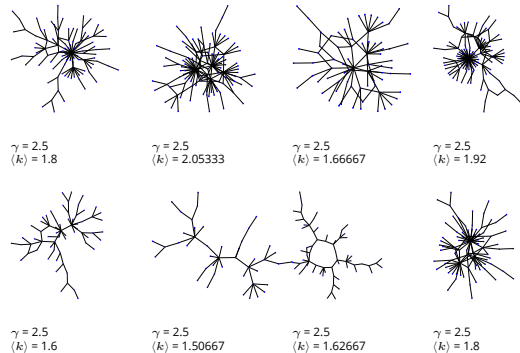 γ = 2.5
⟨k⟩ = 1.8
γ = 2.5
⟨k⟩ = 2.05333
γ = 2.5
⟨k⟩ = 1.66667
γ = 2.5
⟨k⟩ = 1.92
γ = 2.5
⟨k⟩ = 1.6
γ = 2.5
⟨k⟩ = 1.50667
γ = 2.5
⟨k⟩ = 1.62667
γ = 2.5
⟨k⟩ = 1.8